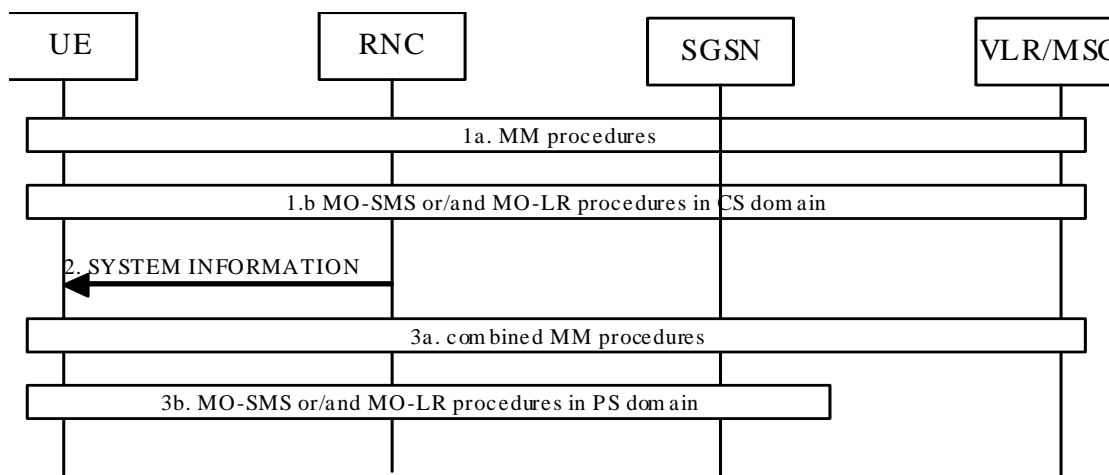 UE
RNC
SGSN
VLR/MSC
1a. MM procedures
1.b MO-SMS or/and MO-LR procedures in CS domain
2. SYSTEM INFORMATION
3a. combined MM procedures
3b. MO-SMS or/and MO-LR procedures in PS domain